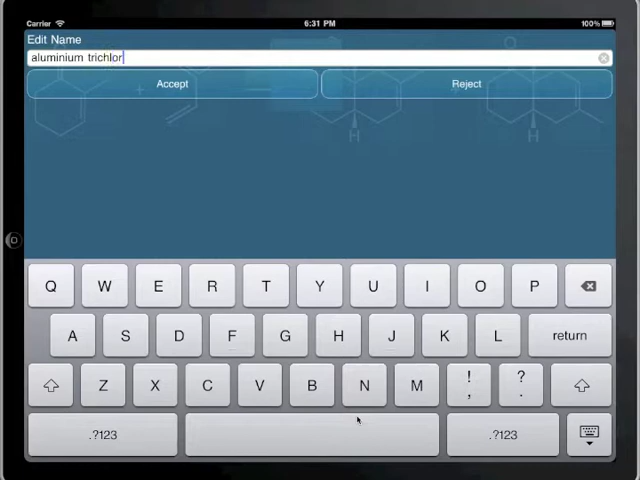 Carrier 6:31 PM 100%
Edit Name
aluminium trichlor
Accept Reject
Q W E R T Y U I O P
A S D F G H J K L return
Z X C V B N M ! , ? .
.?123 .?123